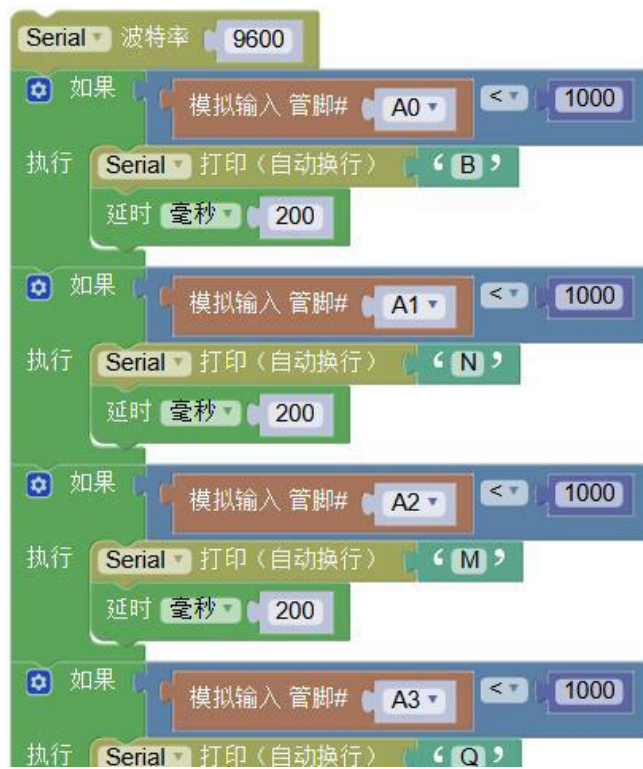 Serial 波特率 9600
如果 模拟输入 管脚# A0 < 1000
执行 Serial 打印（自动换行） “ B ”
延时 毫秒 200
如果 模拟输入 管脚# A1 < 1000
执行 Serial 打印（自动换行） “ N ”
延时 毫秒 200
如果 模拟输入 管脚# A2 < 1000
执行 Serial 打印（自动换行） “ M ”
延时 毫秒 200
如果 模拟输入 管脚# A3 < 1000
执行 Serial 打印（自动换行） “ Q ”